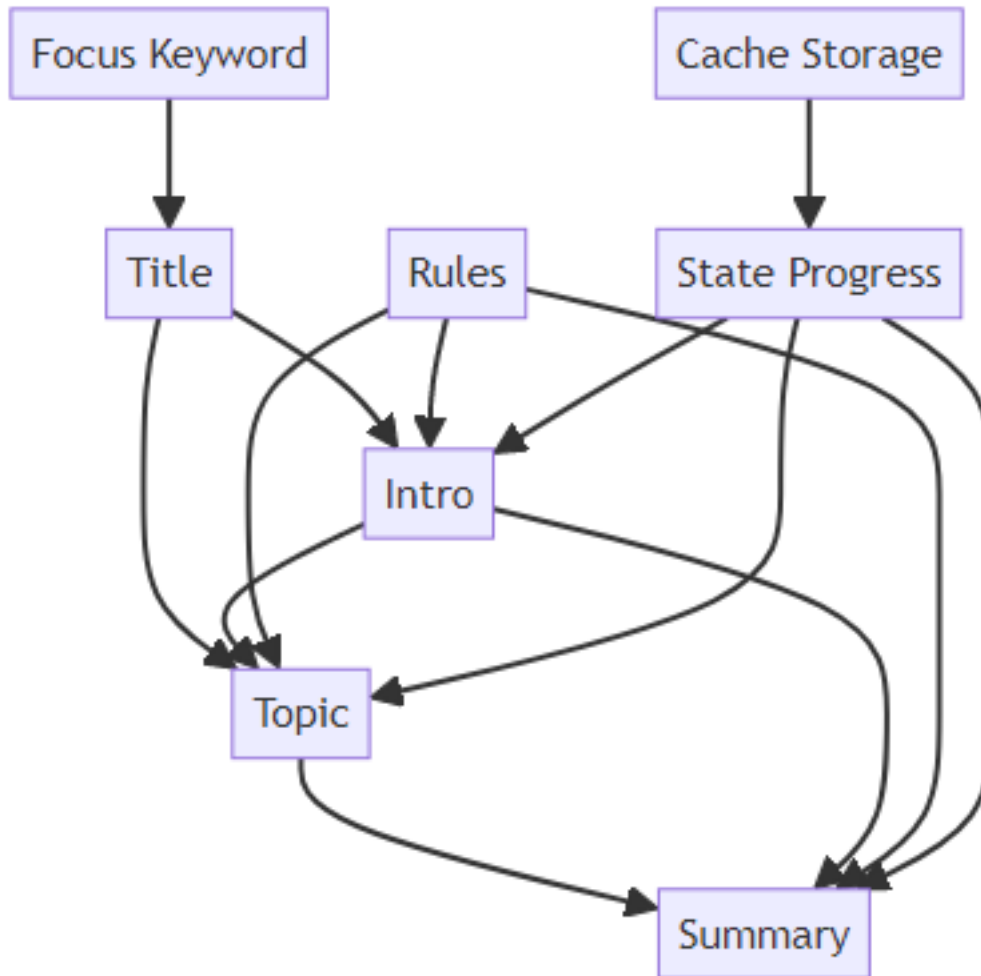 Focus Keyword
Cache Storage
Title
Rules
State Progress
Intro
Topic
Summary